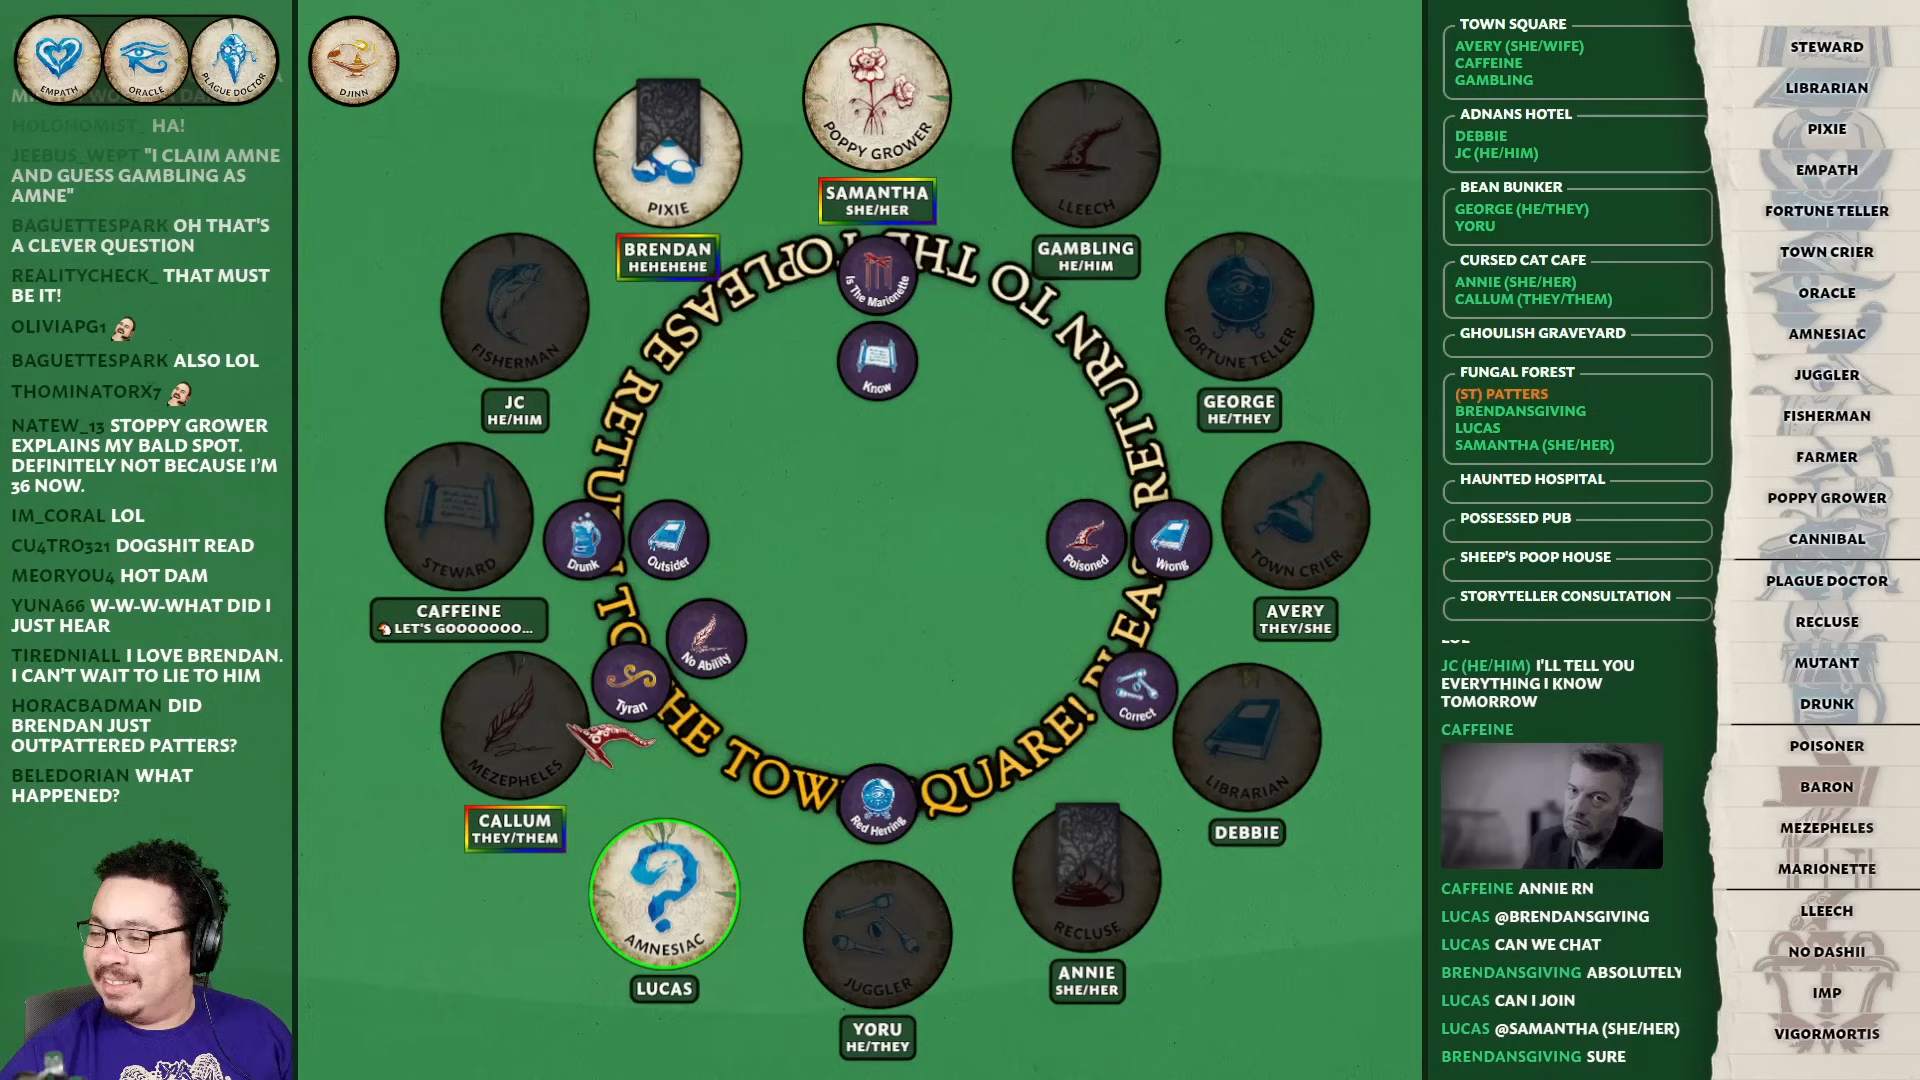 EMPATH
ORACLE
PLAGUE DOCTOR
DJINN
HOLONOMIST_ HA!
JEEBUS_WEPT "I CLAIM AMNE
AND GUESS GAMBLING AS
AMNE"
BAGUETTESPARK OH THAT'S
A CLEVER QUESTION
REALITYCHECK_ THAT MUST
BE IT!
OLIVIAPG1
BAGUETTESPARK ALSO LOL
THOMINATORX7
NATEW_13 STOPPY GROWER
EXPLAINS MY BALD SPOT.
DEFINITELY NOT BECAUSE I'M
36 NOW.
IM_CORAL LOL
CU4TRO321 DOGSHIT READ
MEORYOU4 HOT DAM
YUNA66 W-W-W-WHAT DID I
JUST HEAR
TIREDNIALL I LOVE BRENDAN.
I CAN'T WAIT TO LIE TO HIM
HORACBADMAN DID
BRENDAN JUST
OUTPATTERED PATTERS?
BELEDORIAN WHAT
HAPPENED?
PIXIE
BRENDAN
HEHEHEHE
POPPY GROWER
SAMANTHA
SHE/HER
Is The Marionette
Know
LLEECH
GAMBLING
HE/HIM
FORTUNE TELLER
GEORGE
HE/THEY
TOWN CRIER
AVERY
THEY/SHE
Poisoned
Wrong
LIBRARIAN
DEBBIE
Correct
RECLUSE
ANNIE
SHE/HER
JUGGLER
YORU
HE/THEY
Red Herring
AMNESIAC
LUCAS
MEZEPHELES
CALLUM
THEY/THEM
Tyran
No Ability
STEWARD
CAFFEINE
LET'S GOOOOOOO...
Drunk
Outsider
FISHERMAN
JC
HE/HIM
TOWN SQUARE
AVERY (SHE/WIFE)
CAFFEINE
GAMBLING
ADNANS HOTEL
DEBBIE
JC (HE/HIM)
BEAN BUNKER
GEORGE (HE/THEY)
YORU
CURSED CAT CAFE
ANNIE (SHE/HER)
CALLUM (THEY/THEM)
GHOULISH GRAVEYARD
FUNGAL FOREST
(ST) PATTERS
BRENDANSGIVING
LUCAS
SAMANTHA (SHE/HER)
HAUNTED HOSPITAL
POSSESSED PUB
SHEEP'S POOP HOUSE
STORYTELLER CONSULTATION
JC (HE/HIM) I'LL TELL YOU
EVERYTHING I KNOW
TOMORROW
CAFFEINE
CAFFEINE ANNIE RN
LUCAS @BRENDANSGIVING
LUCAS CAN WE CHAT
BRENDANSGIVING ABSOLUTELY
LUCAS CAN I JOIN
LUCAS @SAMANTHA (SHE/HER)
BRENDANSGIVING SURE
STEWARD
LIBRARIAN
PIXIE
EMPATH
FORTUNE TELLER
TOWN CRIER
ORACLE
AMNESIAC
JUGGLER
FISHERMAN
FARMER
POPPY GROWER
CANNIBAL
PLAGUE DOCTOR
RECLUSE
MUTANT
DRUNK
POISONER
BARON
MEZEPHELES
MARIONETTE
LLEECH
NO DASHII
IMP
VIGORMORTIS